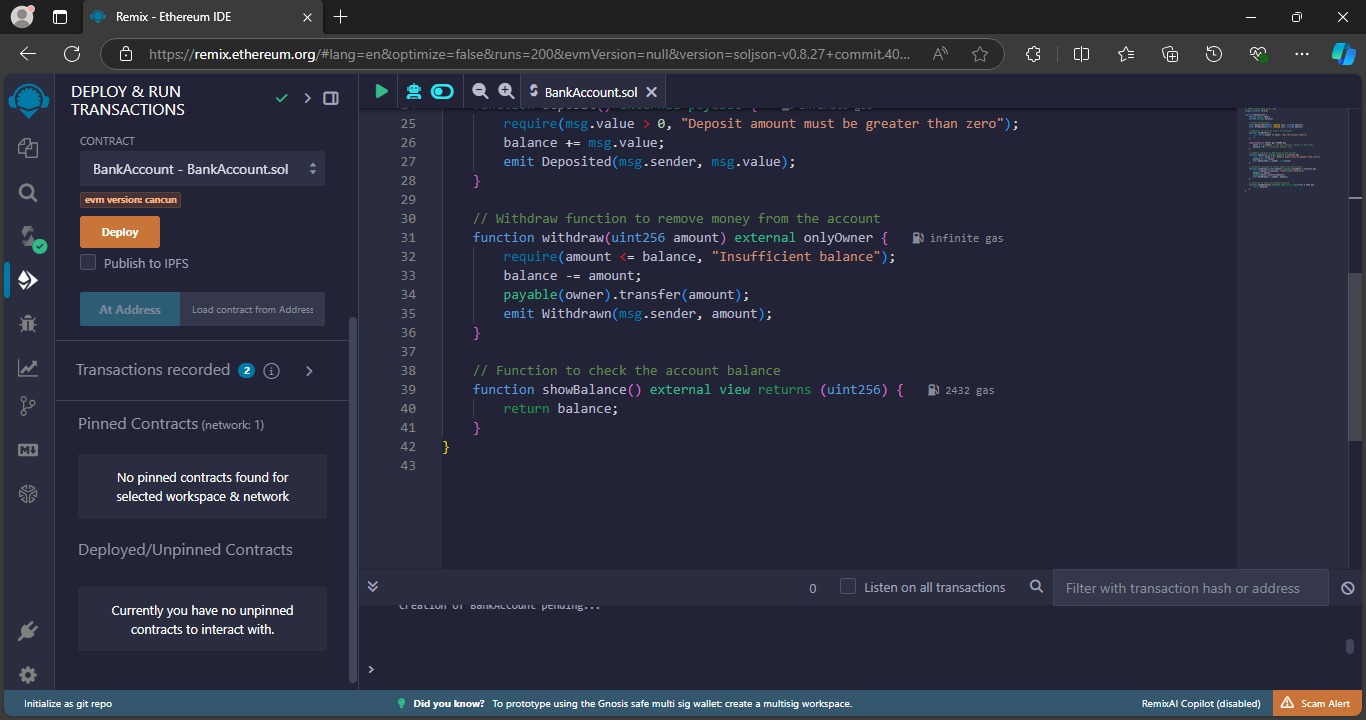 Remix - Ethereum IDE
https://remix.ethereum.org/#lang=en&optimize=false&runs=200&evmVersion=null&version=soljson-v0.8.27+commit.40...
DEPLOY & RUN
TRANSACTIONS
CONTRACT
BankAccount - BankAccount.sol
evm version: cancun
Deploy
Publish to IPFS
At Address
Load contract from Address
Transactions recorded 2
Pinned Contracts (network: 1)
No pinned contracts found for
selected workspace & network
Deployed/Unpinned Contracts
Currently you have no unpinned
contracts to interact with.
BankAccount.sol
25 require(msg.value > 0, "Deposit amount must be greater than zero");
26 balance += msg.value;
27 emit Deposited(msg.sender, msg.value);
28 }
29
30 // Withdraw function to remove money from the account
31 function withdraw(uint256 amount) external onlyOwner { infinite gas
32 require(amount <= balance, "Insufficient balance");
33 balance -= amount;
34 payable(owner).transfer(amount);
35 emit Withdrawn(msg.sender, amount);
36 }
37
38 // Function to check the account balance
39 function showBalance() external view returns (uint256) { 2432 gas
40 return balance;
41 }
42 }
43
0 Listen on all transactions Filter with transaction hash or address
creation of BankAccount pending...
>
Initialize as git repo
Did you know? To prototype using the Gnosis safe multi sig wallet: create a multisig workspace.
RemixAI Copilot (disabled)
Scam Alert